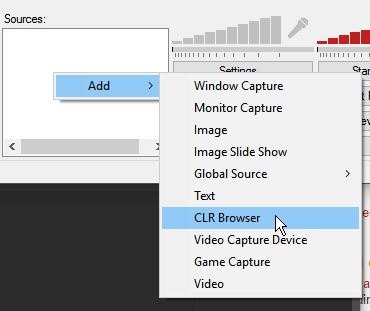 Sources:
Add
Settings
Window Capture
Monitor Capture
Image
Image Slide Show
Global Source
Text
CLR Browser
Video Capture Device
Game Capture
Video